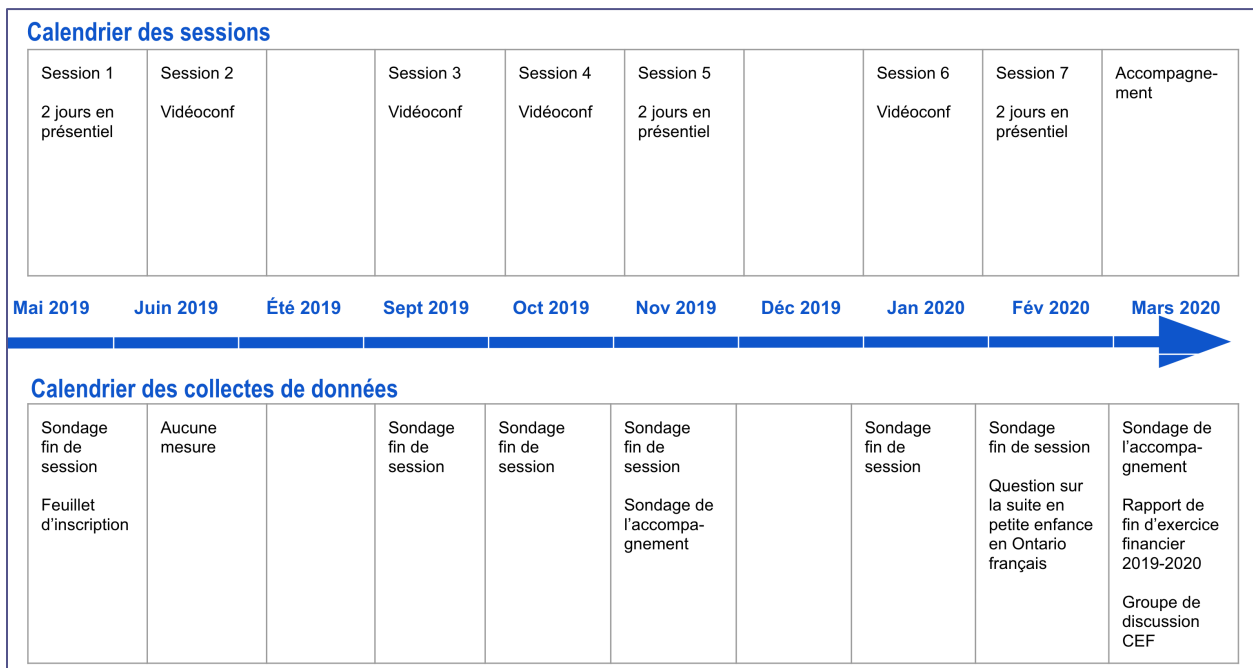 Calendrier des sessions
Session 1
2 jours en
présentiel
Session 2
Vidéoconf
Session 3
Vidéoconf
Session 4
Vidéoconf
Session 5
2 jours en
présentiel
Session 6
Vidéoconf
Session 7
2 jours en
présentiel
Accompagne-
ment
Mai 2019
Juin 2019
Été 2019
Sept 2019
Oct 2019
Nov 2019
Déc 2019
Jan 2020
Fév 2020
Mars 2020
Calendrier des collectes de données
Sondage
fin de
session
Feuillet
d’inscription
Aucune
mesure
Sondage
fin de
session
Sondage
fin de
session
Sondage
fin de
session
Sondage de
l’accompa-
gnement
Sondage
fin de
session
Sondage
fin de session
Question sur
la suite en
petite enfance
en Ontario
français
Sondage de
l’accompa-
gnement
Rapport de
fin d’exercice
financier
2019-2020
Groupe de
discussion
CEF